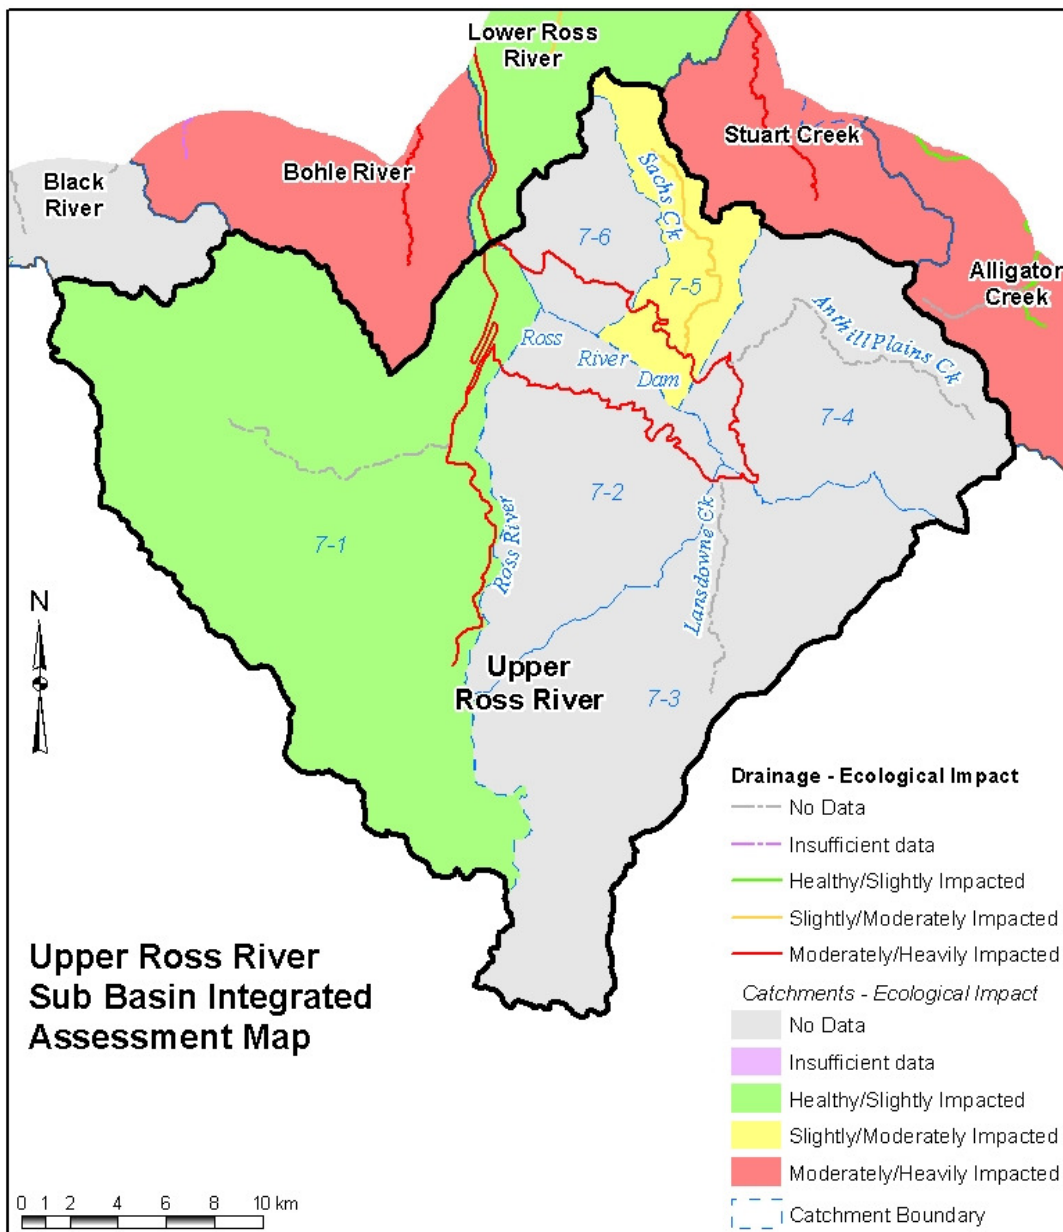 Lower Ross
River
Stuart Creek
Bohle River
Black
River
Sachs Ck
7-6
7-5
Alligator
Creek
Anthill Plains Ck
Ross
River
Dam
7-4
7-2
7-1
Ross River
Lansdowne Ck
N
Upper
Ross River
7-3
Upper Ross River
Sub Basin Integrated
Assessment Map
Drainage - Ecological Impact
No Data
Insufficient data
Healthy/Slightly Impacted
Slightly/Moderately Impacted
Moderately/Heavily Impacted
Catchments - Ecological Impact
No Data
Insufficient data
Healthy/Slightly Impacted
Slightly/Moderately Impacted
Moderately/Heavily Impacted
Catchment Boundary
0 1 2 4 6 8 10 km